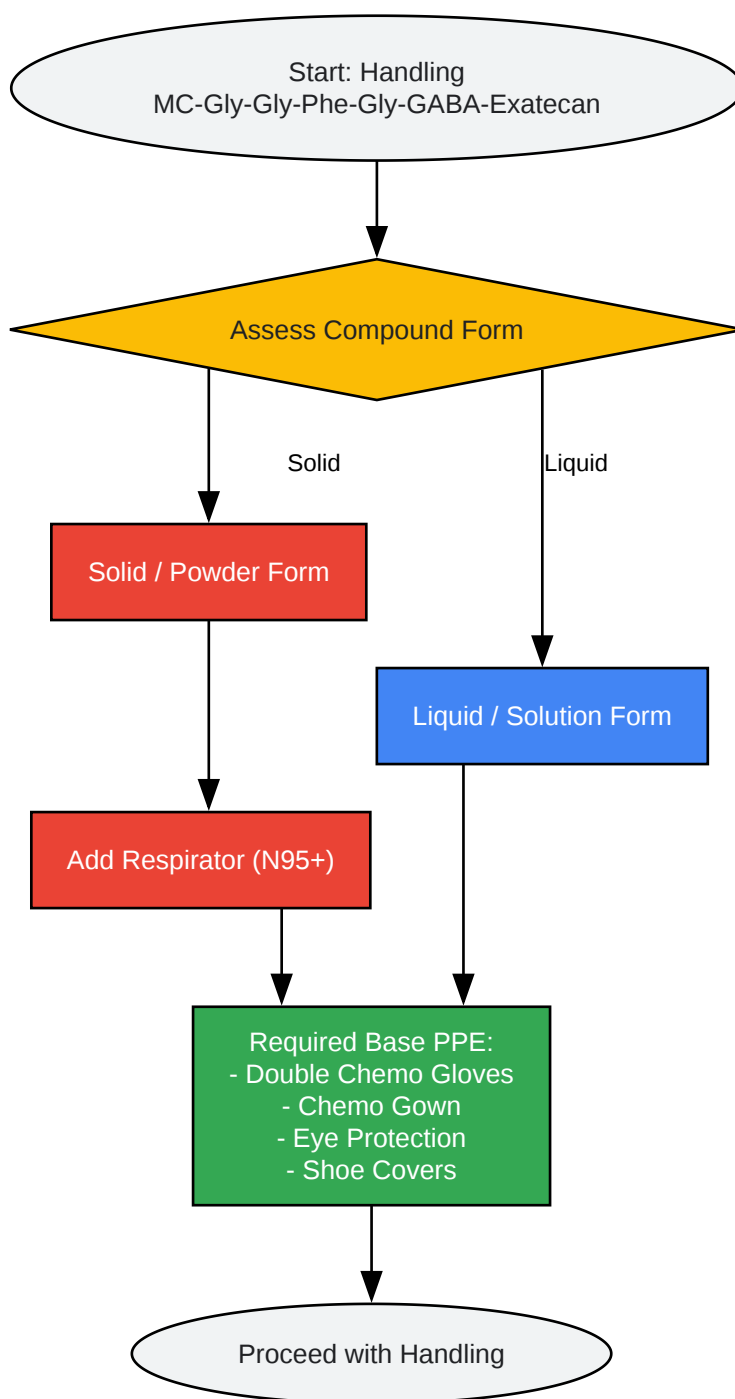 Start: Handling
MC-Gly-Gly-Phe-Gly-GABA-Exatecan
Assess Compound Form
Solid
Liquid
Solid / Powder Form
Liquid / Solution Form
Add Respirator (N95+)
Required Base PPE:
- Double Chemo Gloves
- Chemo Gown
- Eye Protection
- Shoe Covers
Proceed with Handling